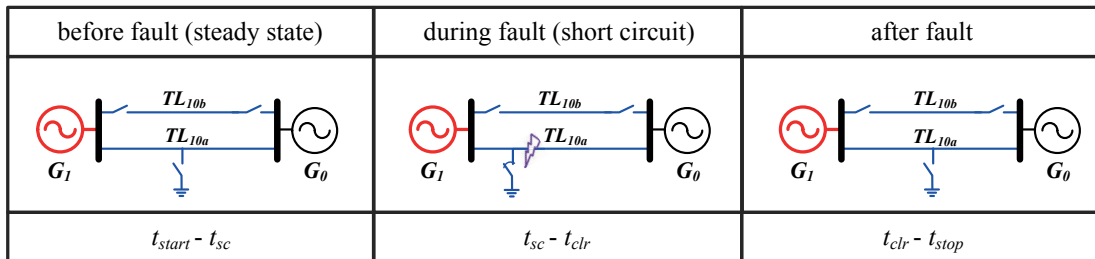 before fault (steady state)
during fault (short circuit)
after fault
TL10b
TL10a
G1
G0
TL10b
TL10a
G1
G0
TL10b
TL10a
G1
G0
tstart - tsc
tsc - tclr
tclr - tstop